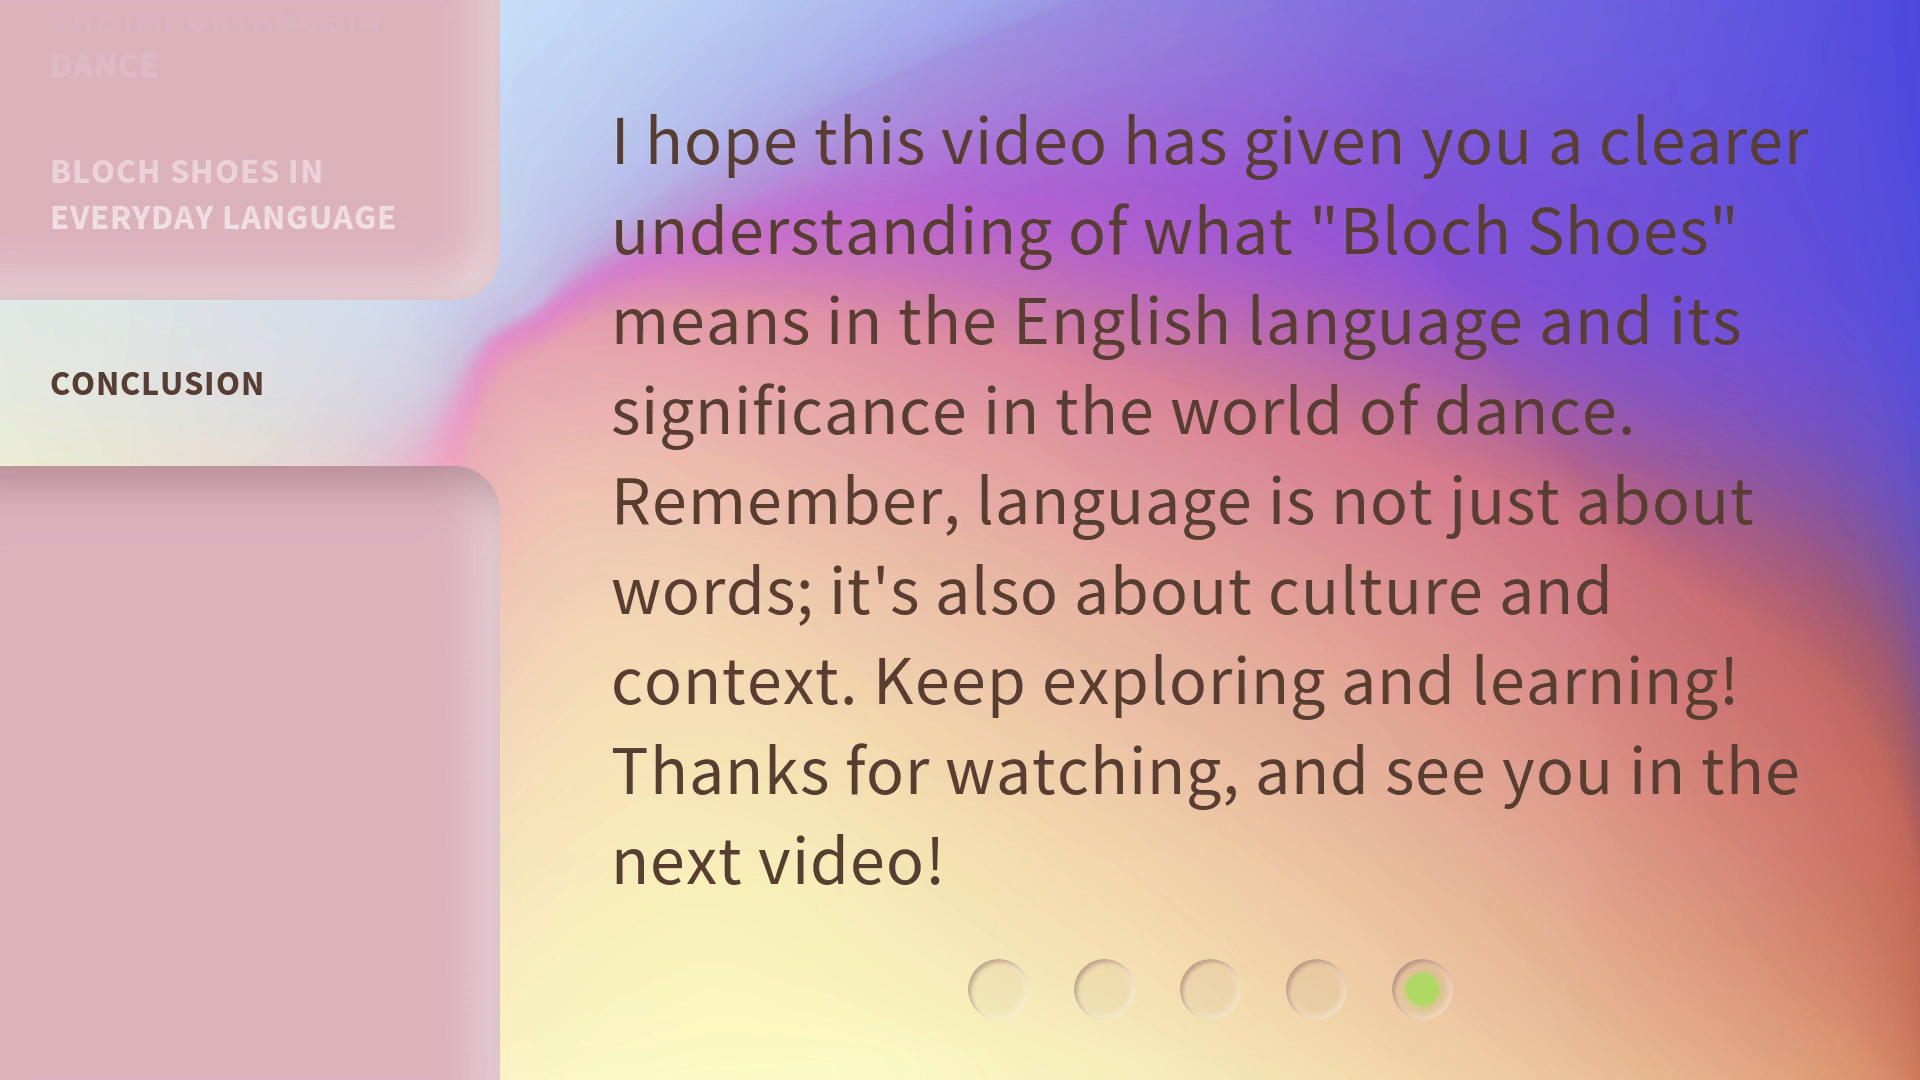 THE IMPORTANCE IN
DANCE
BLOCH SHOES IN
EVERYDAY LANGUAGE
CONCLUSION
I hope this video has given you a clearer
understanding of what "Bloch Shoes"
means in the English language and its
significance in the world of dance.
Remember, language is not just about
words; it's also about culture and
context. Keep exploring and learning!
Thanks for watching, and see you in the
next video!